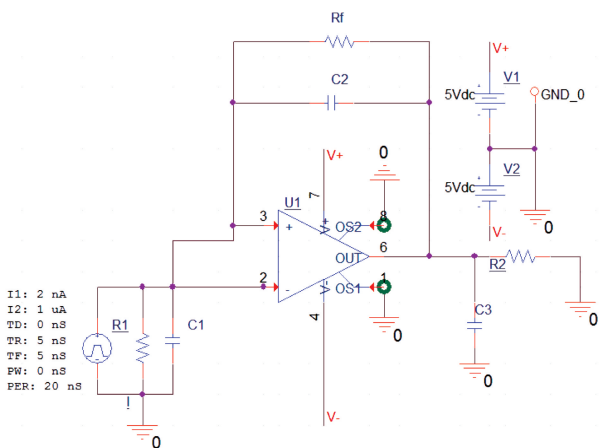 Rf
C2
V+
5Vdc
V1
GND_0
V2
5Vdc
V-
0
0
V+
U1
7
3
+
V+
OS2
8
6
OUT
2
-
V-
OS1
1
4
0
V-
R2
0
C3
0
I1: 2 nA
I2: 1 uA
TD: 0 nS
TR: 5 nS
TF: 5 nS
PW: 0 nS
PER: 20 nS
R1
C1
!
0